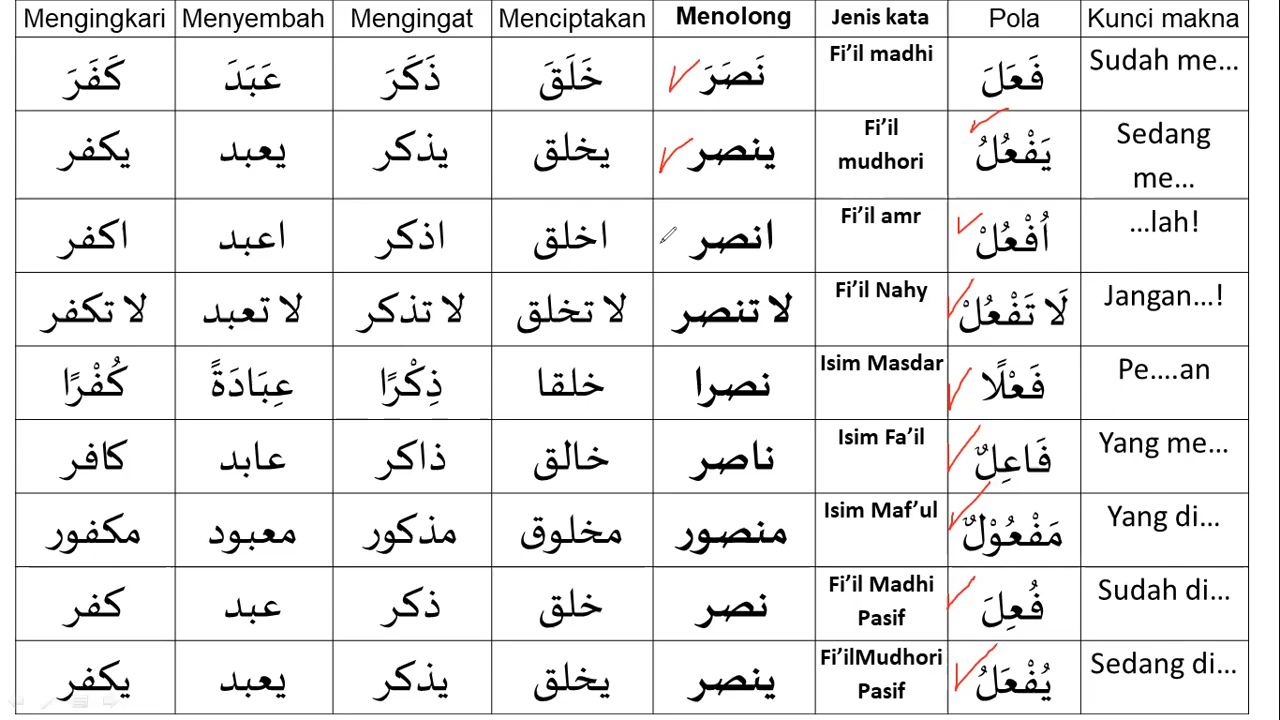 Mengingkari Menyembah Mengingat Menciptakan Menolong Jenis kata Pola Kunci makna
كَفَرَ عَبَدَ ذَكَرَ خَلَقَ نَصَرَ Fi’il madhi فَعَلَ Sudah me...
يكفر يعبد يذكر يخلق ينصر Fi’il mudhori يَفْعُلُ Sedang me...
اكفر اعبد اذكر اخلق انصر Fi’il amr اُفْعُلْ ...lah!
لا تكفر لا تعبد لا تذكر لا تخلق لا تنصر Fi’il Nahy لَا تَفْعُلْ Jangan...!
كُفْرًا عِبَادَةً ذِكْرًا خلقا نصرا Isim Masdar فَعْلًا Pe....an
كافر عابد ذاكر خالق ناصر Isim Fa’il فَاعِلٌ Yang me...
مكفور معبود مذكور مخلوق منصور Isim Maf’ul مَفْعُوْلٌ Yang di...
كفر عبد ذكر خلق نصر Fi’il Madhi Pasif فُعِلَ Sudah di...
يكفر يعبد يذكر يخلق ينصر Fi’ilMudhori Pasif يُفْعَلُ Sedang di...